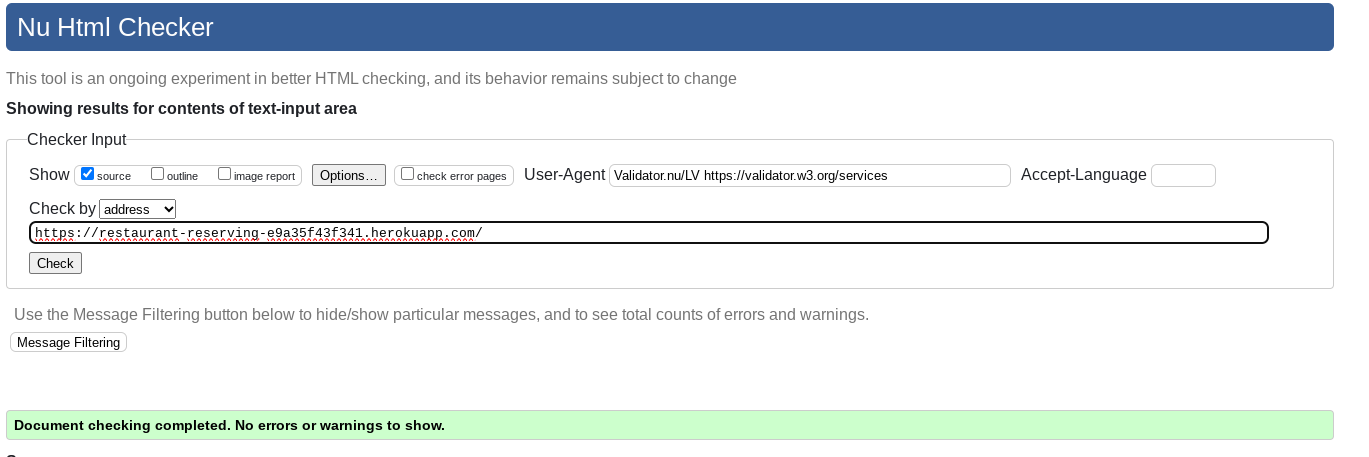 Nu Html Checker
This tool is an ongoing experiment in better HTML checking, and its behavior remains subject to change
Showing results for contents of text-input area
Checker Input
Show source outline image report Options... check error pages User-Agent Validator.nu/LV https://validator.w3.org/services Accept-Language
Check by address
https://restaurant-reserving-e9a35f43f341.herokuapp.com/
Check
Use the Message Filtering button below to hide/show particular messages, and to see total counts of errors and warnings.
Message Filtering
Document checking completed. No errors or warnings to show.